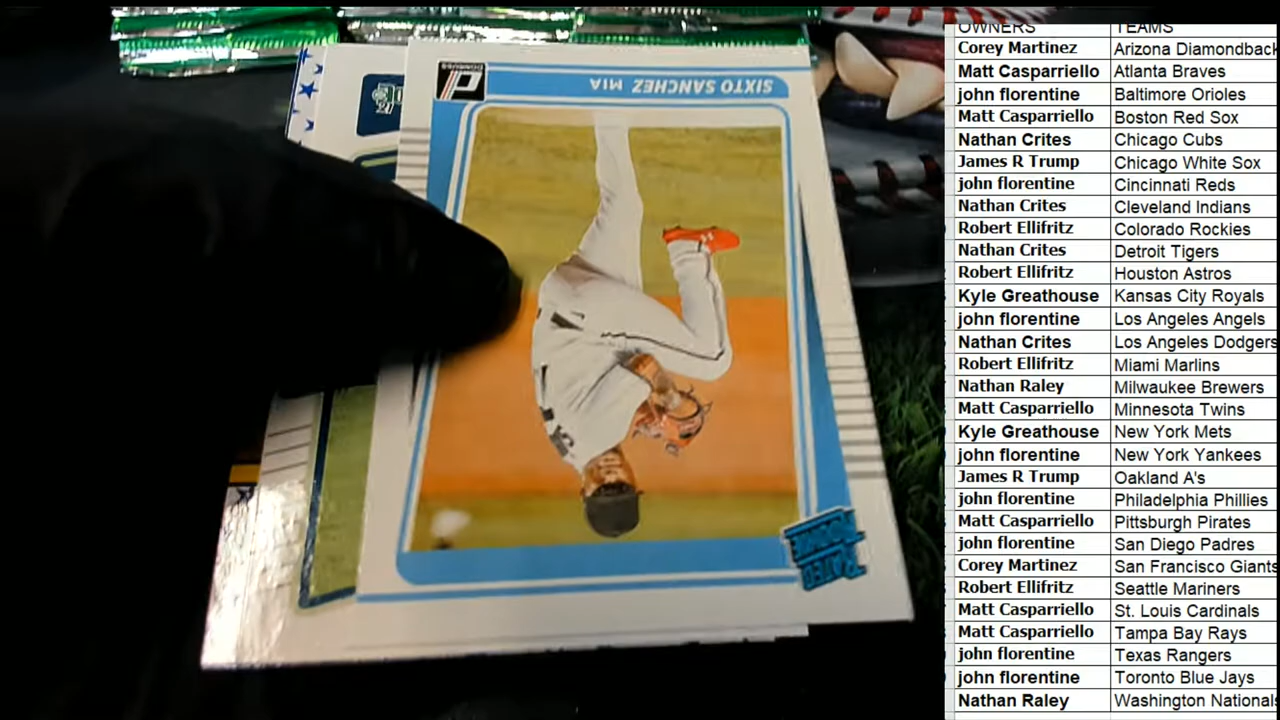 SIXTO SANCHEZ MIA
DONRUSS
RATED
ROOKIE
OWNERS TEAMS
Corey Martinez Arizona Diamondback
Matt Casparriello Atlanta Braves
john florentine Baltimore Orioles
Matt Casparriello Boston Red Sox
Nathan Crites Chicago Cubs
James R Trump Chicago White Sox
john florentine Cincinnati Reds
Nathan Crites Cleveland Indians
Robert Ellifritz Colorado Rockies
Nathan Crites Detroit Tigers
Robert Ellifritz Houston Astros
Kyle Greathouse Kansas City Royals
john florentine Los Angeles Angels
Nathan Crites Los Angeles Dodgers
Robert Ellifritz Miami Marlins
Nathan Raley Milwaukee Brewers
Matt Casparriello Minnesota Twins
Kyle Greathouse New York Mets
john florentine New York Yankees
James R Trump Oakland A's
john florentine Philadelphia Phillies
Matt Casparriello Pittsburgh Pirates
john florentine San Diego Padres
Corey Martinez San Francisco Giants
Robert Ellifritz Seattle Mariners
Matt Casparriello St. Louis Cardinals
Matt Casparriello Tampa Bay Rays
john florentine Texas Rangers
john florentine Toronto Blue Jays
Nathan Raley Washington Nationals